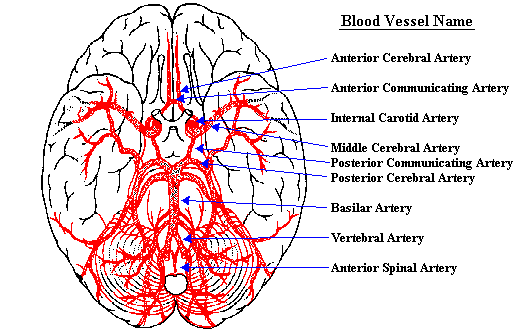 Blood Vessel Name
Anterior Cerebral Artery
Anterior Communicating Artery
Internal Carotid Artery
Middle Cerebral Artery
Posterior Communicating Artery
Posterior Cerebral Artery
Basilar Artery
Vertebral Artery
Anterior Spinal Artery